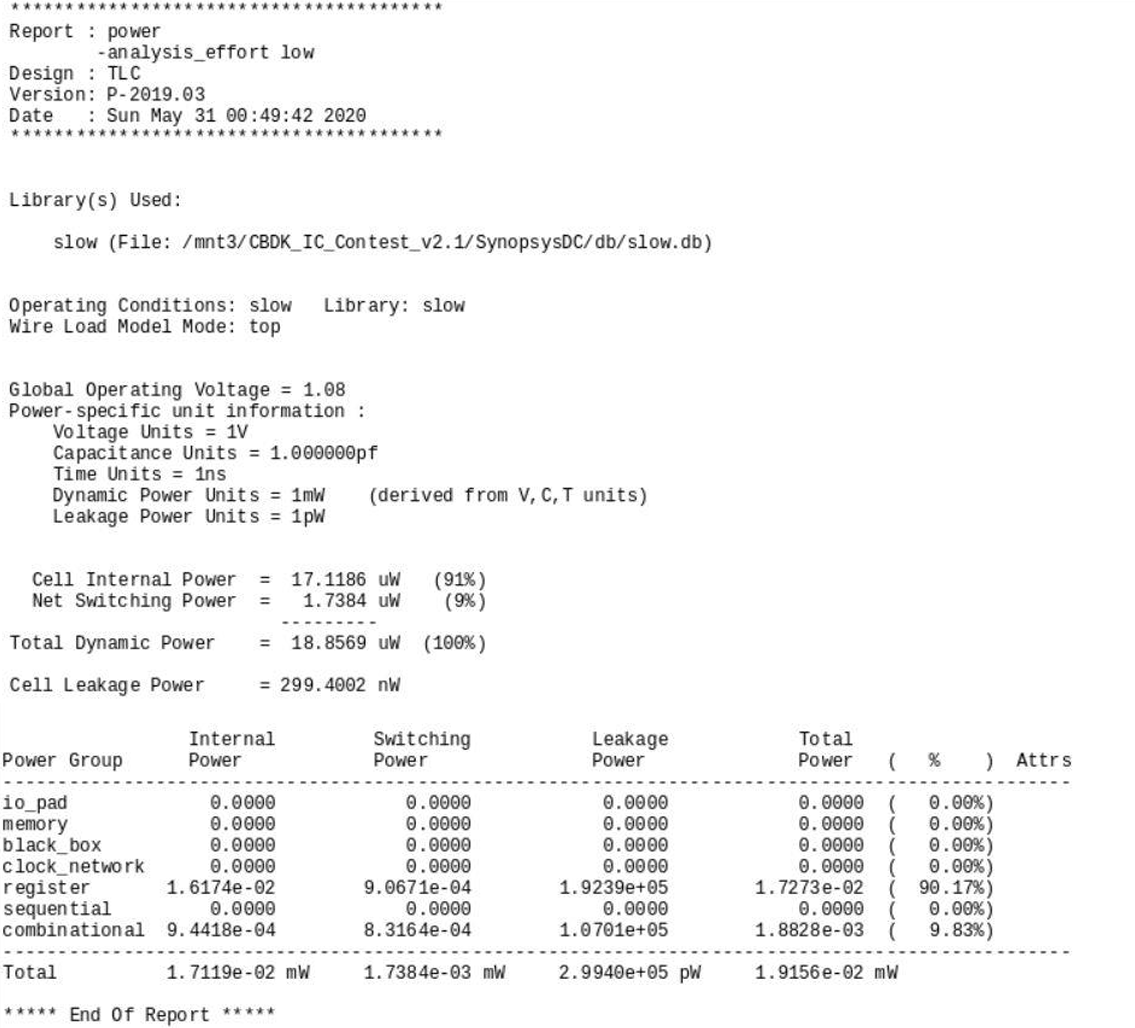 ****************************************
Report : power
        -analysis_effort low
Design : TLC
Version: P-2019.03
Date   : Sun May 31 00:49:42 2020
****************************************
Library(s) Used:
    slow (File: /mnt3/CBDK_IC_Contest_v2.1/SynopsysDC/db/slow.db)
Operating Conditions: slow   Library: slow
Wire Load Model Mode: top
Global Operating Voltage = 1.08
Power-specific unit information :
    Voltage Units = 1V
    Capacitance Units = 1.000000pf
    Time Units = 1ns
    Dynamic Power Units = 1mW    (derived from V,C,T units)
    Leakage Power Units = 1pW
  Cell Internal Power  =  17.1186 uW   (91%)
  Net Switching Power  =   1.7384 uW    (9%)
                         ---------
Total Dynamic Power    =  18.8569 uW  (100%)
Cell Leakage Power     = 299.4002 nW
                 Internal         Switching           Leakage            Total
Power Group      Power            Power               Power              Power   (   %    )  Attrs
--------------------------------------------------------------------------------------------------
io_pad             0.0000            0.0000            0.0000            0.0000  (   0.00%)
memory             0.0000            0.0000            0.0000            0.0000  (   0.00%)
black_box          0.0000            0.0000            0.0000            0.0000  (   0.00%)
clock_network      0.0000            0.0000            0.0000            0.0000  (   0.00%)
register       1.6174e-02        9.0671e-04        1.9239e+05        1.7273e-02  (  90.17%)
sequential         0.0000            0.0000            0.0000            0.0000  (   0.00%)
combinational  9.4418e-04        8.3164e-04        1.0701e+05        1.8828e-03  (   9.83%)
--------------------------------------------------------------------------------------------------
Total          1.7119e-02 mW     1.7384e-03 mW     2.9940e+05 pW     1.9156e-02 mW
***** End Of Report *****